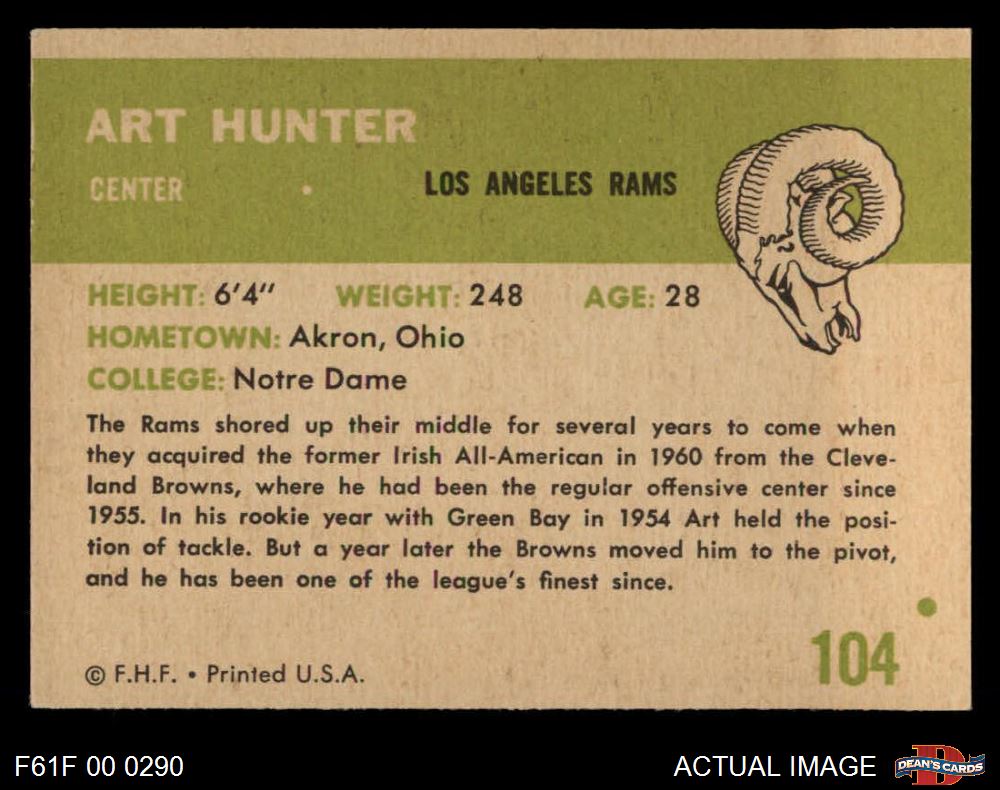 ART HUNTER
CENTER • LOS ANGELES RAMS
HEIGHT: 6'4" WEIGHT: 248 AGE: 28
HOMETOWN: Akron, Ohio
COLLEGE: Notre Dame
The Rams shored up their middle for several years to come when
they acquired the former Irish All-American in 1960 from the Cleve-
land Browns, where he had been the regular offensive center since
1955. In his rookie year with Green Bay in 1954 Art held the posi-
tion of tackle. But a year later the Browns moved him to the pivot,
and he has been one of the league's finest since.
104
© F.H.F. • Printed U.S.A.
F61F 00 0290
ACTUAL IMAGE
DEAN'S CARDS